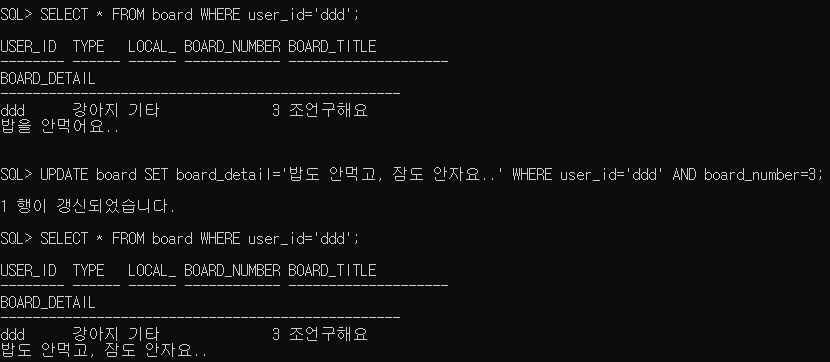 SQL> SELECT * FROM board WHERE user_id='ddd';
USER_ID TYPE LOCAL_ BOARD_NUMBER BOARD_TITLE
-------- ------ ------ ------------ --------------------
BOARD_DETAIL
--------------------------------------------------
ddd 강아지 기타 3 조언구해요
밥을 안먹어요..
SQL> UPDATE board SET board_detail='밥도 안먹고, 잠도 안자요..' WHERE user_id='ddd' AND board_number=3;
1 행이 갱신되었습니다.
SQL> SELECT * FROM board WHERE user_id='ddd';
USER_ID TYPE LOCAL_ BOARD_NUMBER BOARD_TITLE
-------- ------ ------ ------------ --------------------
BOARD_DETAIL
--------------------------------------------------
ddd 강아지 기타 3 조언구해요
밥도 안먹고, 잠도 안자요..